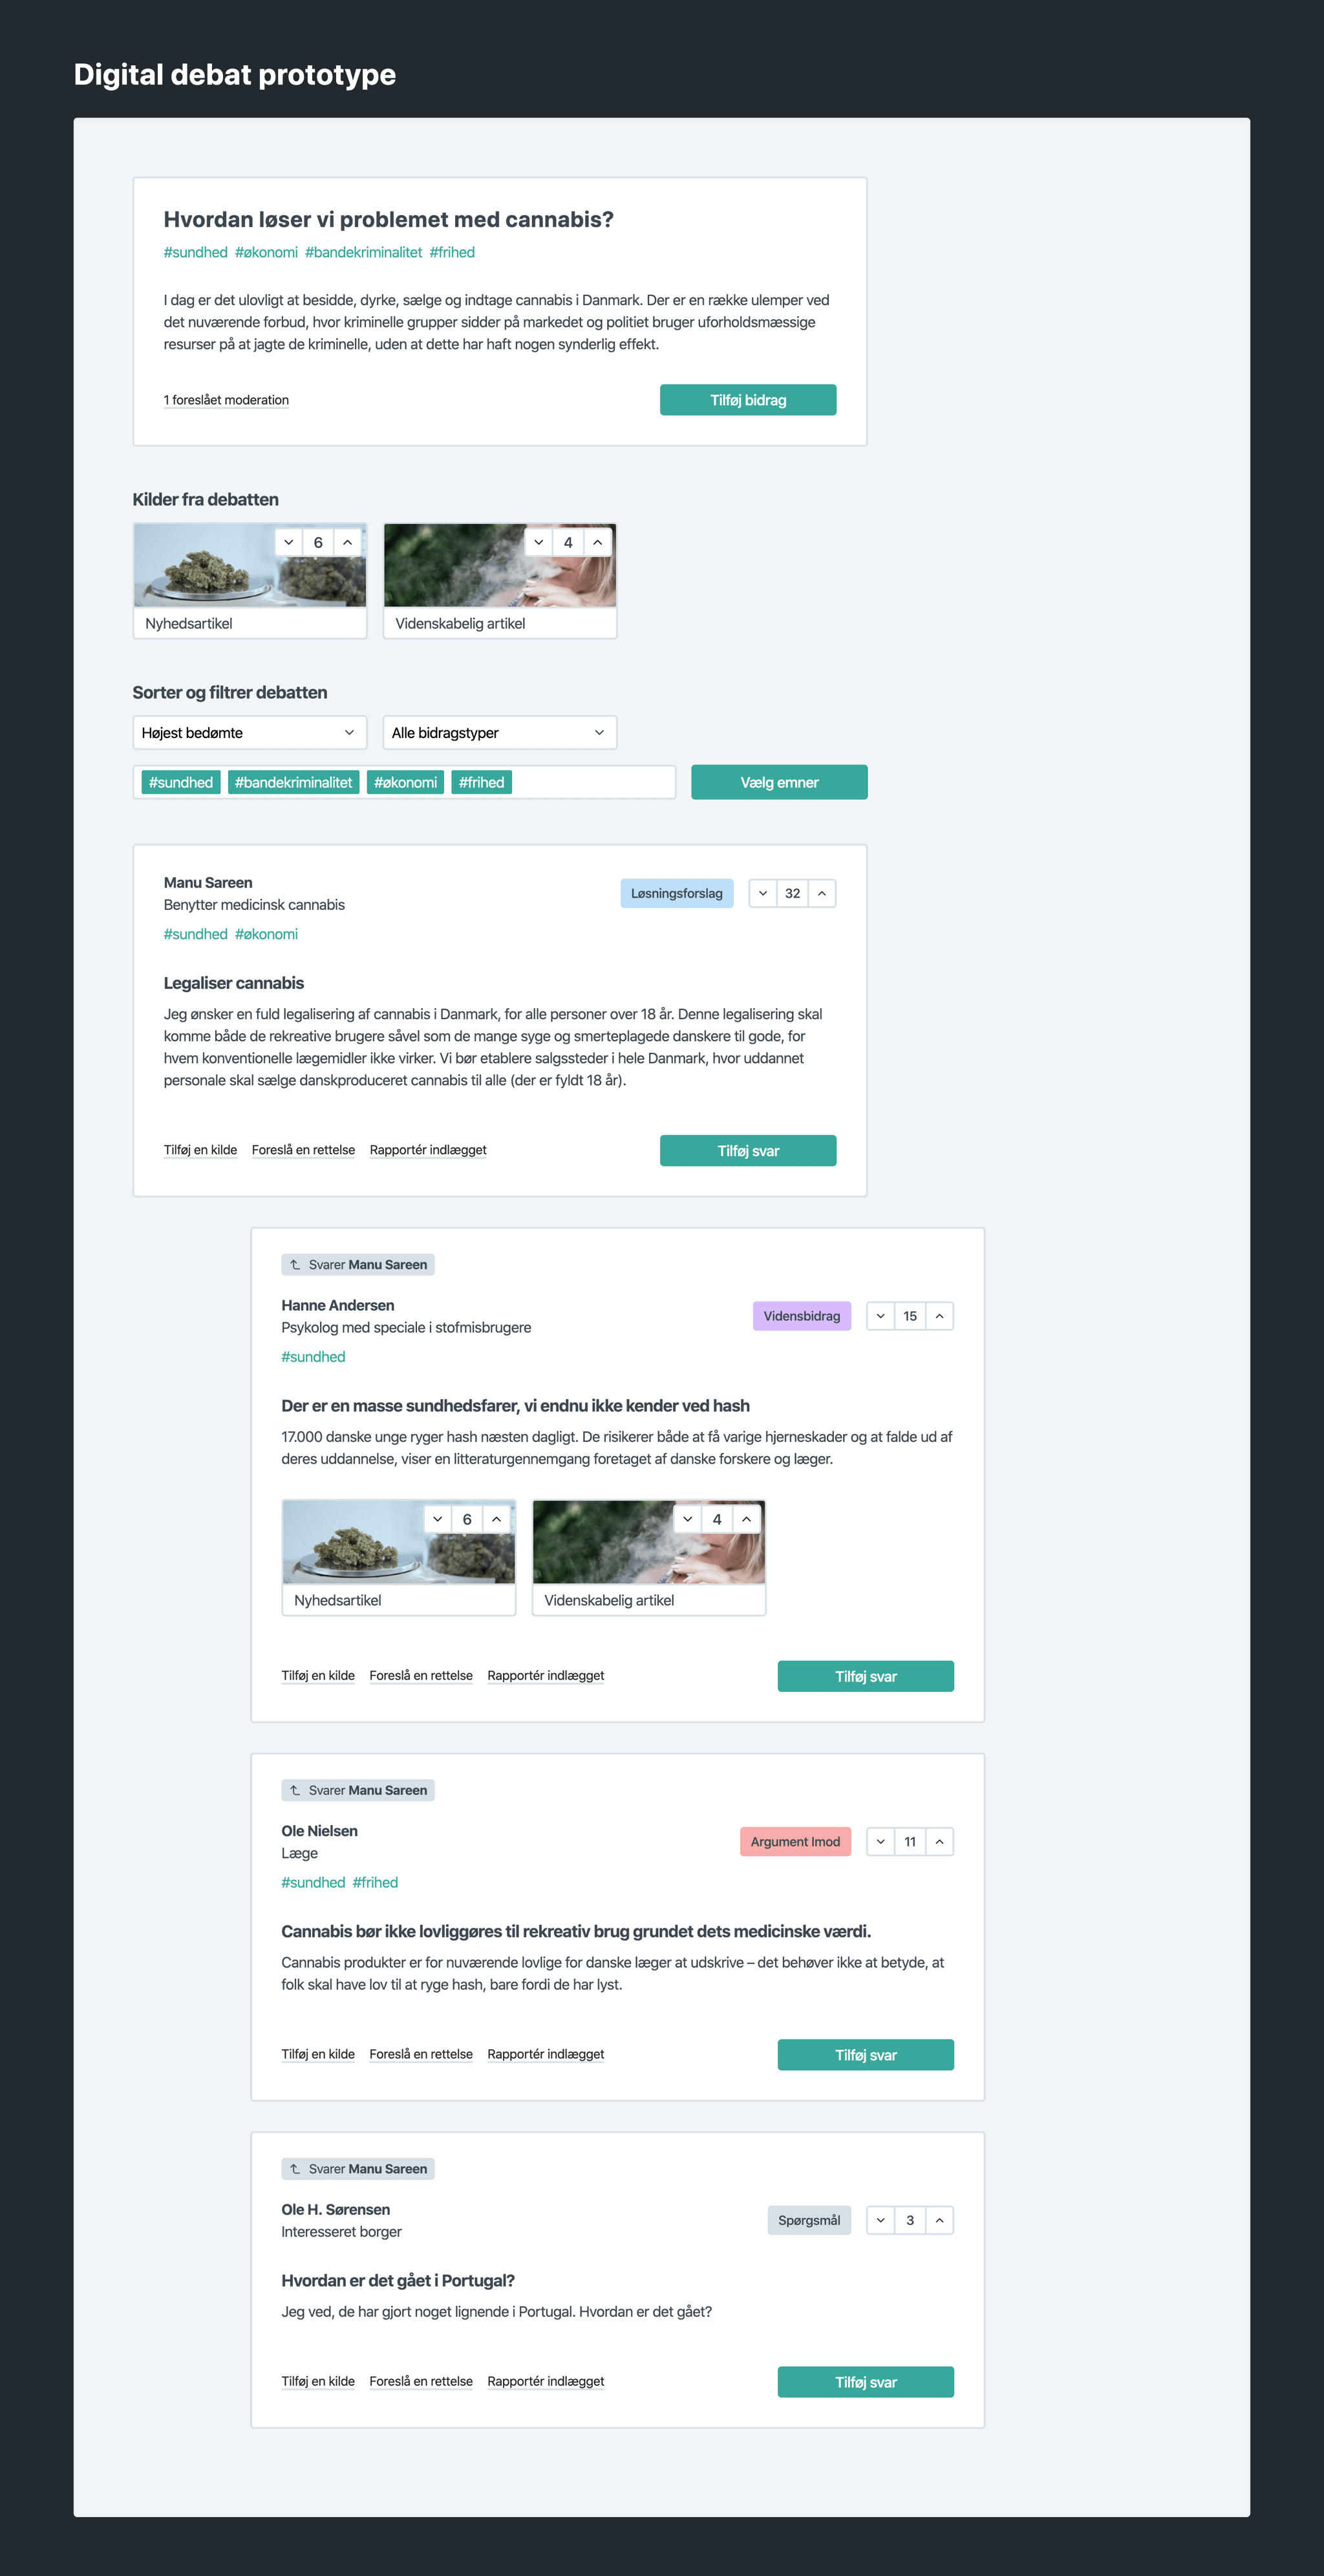 Digital debat prototype
Hvordan løser vi problemet med cannabis?
#sundhed #økonomi #bandekriminalitet #frihed
I dag er det ulovligt at besidde, dyrke, sælge og indtage cannabis i Danmark. Der er en række ulemper ved
det nuværende forbud, hvor kriminelle grupper sidder på markedet og politiet bruger uforholdsmæssige
resurser på at jagte de kriminelle, uden at dette har haft nogen synderlig effekt.
1 foreslået moderation
Tilføj bidrag
Kilder fra debatten
6
Nyhedsartikel
4
Videnskabelig artikel
Sorter og filtrer debatten
Højest bedømte
Alle bidragstyper
#sundhed #bandekriminalitet #økonomi #frihed
Vælg emner
Manu Sareen
Benytter medicinsk cannabis
Løsningsforslag
32
#sundhed #økonomi
Legaliser cannabis
Jeg ønsker en fuld legalisering af cannabis i Danmark, for alle personer over 18 år. Denne legalisering skal
komme både de rekreative brugere såvel som de mange syge og smerteplagede danskere til gode, for
hvem konventionelle lægemidler ikke virker. Vi bør etablere salgssteder i hele Danmark, hvor uddannet
personale skal sælge danskproduceret cannabis til alle (der er fyldt 18 år).
Tilføj en kilde Foreslå en rettelse Rapportér indlægget
Tilføj svar
Svarer Manu Sareen
Hanne Andersen
Psykolog med speciale i stofmisbrugere
Vidensbidrag
15
#sundhed
Der er en masse sundhedsfarer, vi endnu ikke kender ved hash
17.000 danske unge ryger hash næsten dagligt. De risikerer både at få varige hjerneskader og at falde ud af
deres uddannelse, viser en litteraturgennemgang foretaget af danske forskere og læger.
6
Nyhedsartikel
4
Videnskabelig artikel
Tilføj en kilde Foreslå en rettelse Rapportér indlægget
Tilføj svar
Svarer Manu Sareen
Ole Nielsen
Læge
Argument Imod
11
#sundhed #frihed
Cannabis bør ikke lovliggøres til rekreativ brug grundet dets medicinske værdi.
Cannabis produkter er for nuværende lovlige for danske læger at udskrive – det behøver ikke at betyde, at
folk skal have lov til at ryge hash, bare fordi de har lyst.
Tilføj en kilde Foreslå en rettelse Rapportér indlægget
Tilføj svar
Svarer Manu Sareen
Ole H. Sørensen
Interesseret borger
Spørgsmål
3
Hvordan er det gået i Portugal?
Jeg ved, de har gjort noget lignende i Portugal. Hvordan er det gået?
Tilføj en kilde Foreslå en rettelse Rapportér indlægget
Tilføj svar